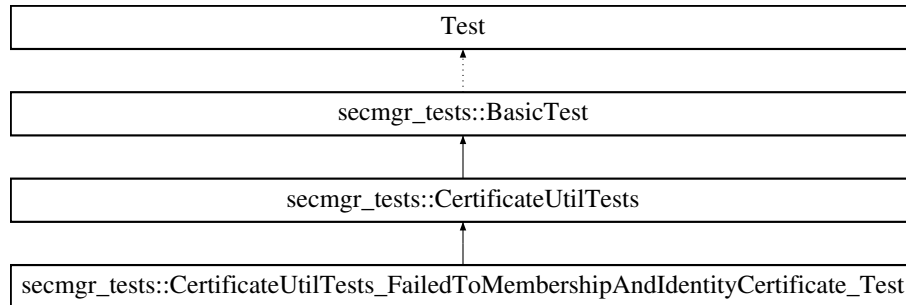 Test
secmgr_tests::BasicTest
secmgr_tests::CertificateUtilTests
secmgr_tests::CertificateUtilTests_FailedToMembershipAndIdentityCertificate_Test